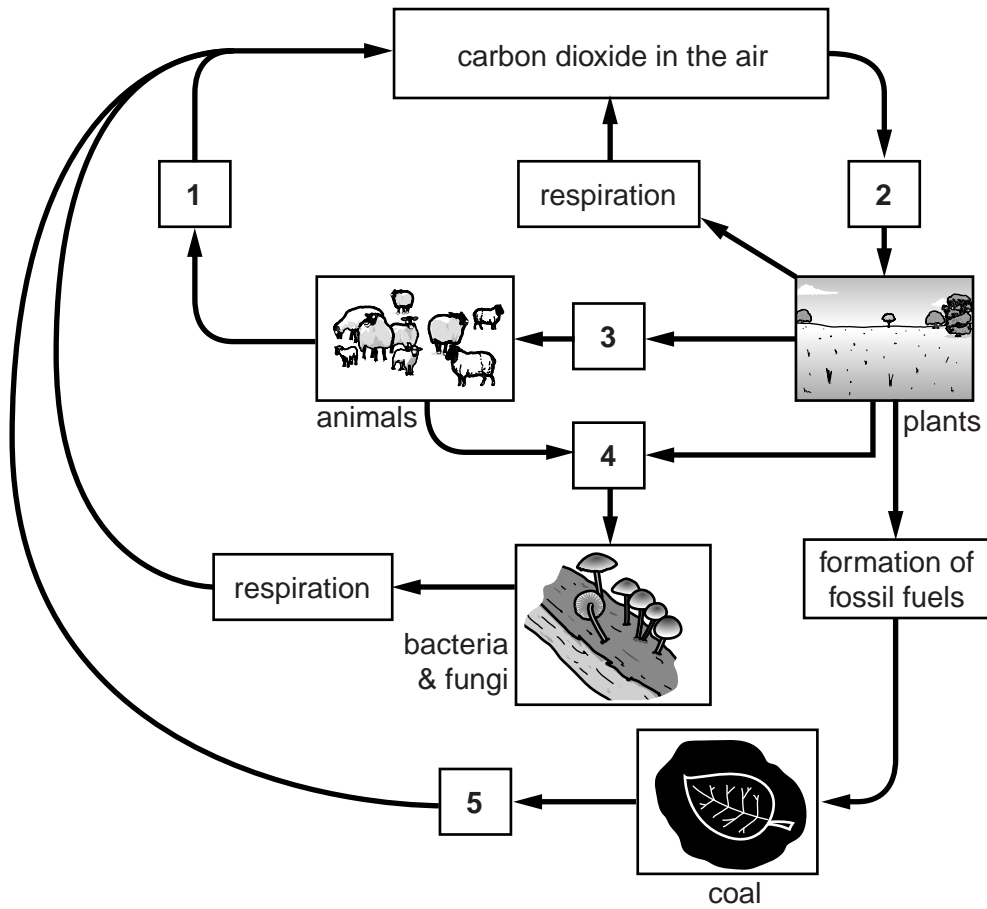 carbon dioxide in the air
1
respiration
2
3
animals
plants
4
formation of
fossil fuels
respiration
bacteria
& fungi
5
coal